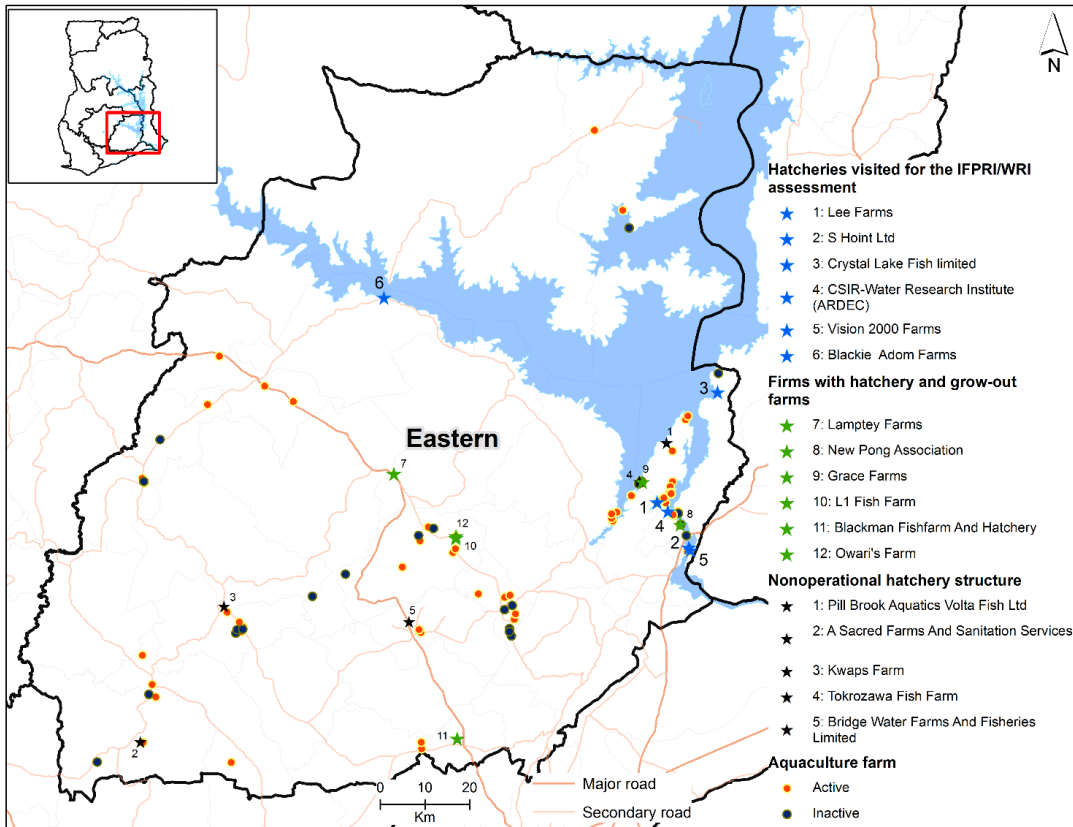 N
Hatcheries visited for the IFPRI/WRI
assessment
1: Lee Farms
2: S Hoint Ltd
3: Crystal Lake Fish limited
4: CSIR-Water Research Institute
(ARDEC)
5: Vision 2000 Farms
6: Blackie Adom Farms
Firms with hatchery and grow-out
farms
7: Lamptey Farms
8: New Pong Association
9: Grace Farms
10: L1 Fish Farm
11: Blackman Fishfarm And Hatchery
12: Owari's Farm
Nonoperational hatchery structure
1: Pill Brook Aquatics Volta Fish Ltd
2: A Sacred Farms And Sanitation Services
3: Kwaps Farm
4: Tokrozawa Fish Farm
5: Bridge Water Farms And Fisheries
Limited
Aquaculture farm
Active
Inactive
6
3
Eastern
1
7
4 9
1
4
8
2
5
12
10
3
5
11
2
0 10 20
Km
Major road
Secondary road